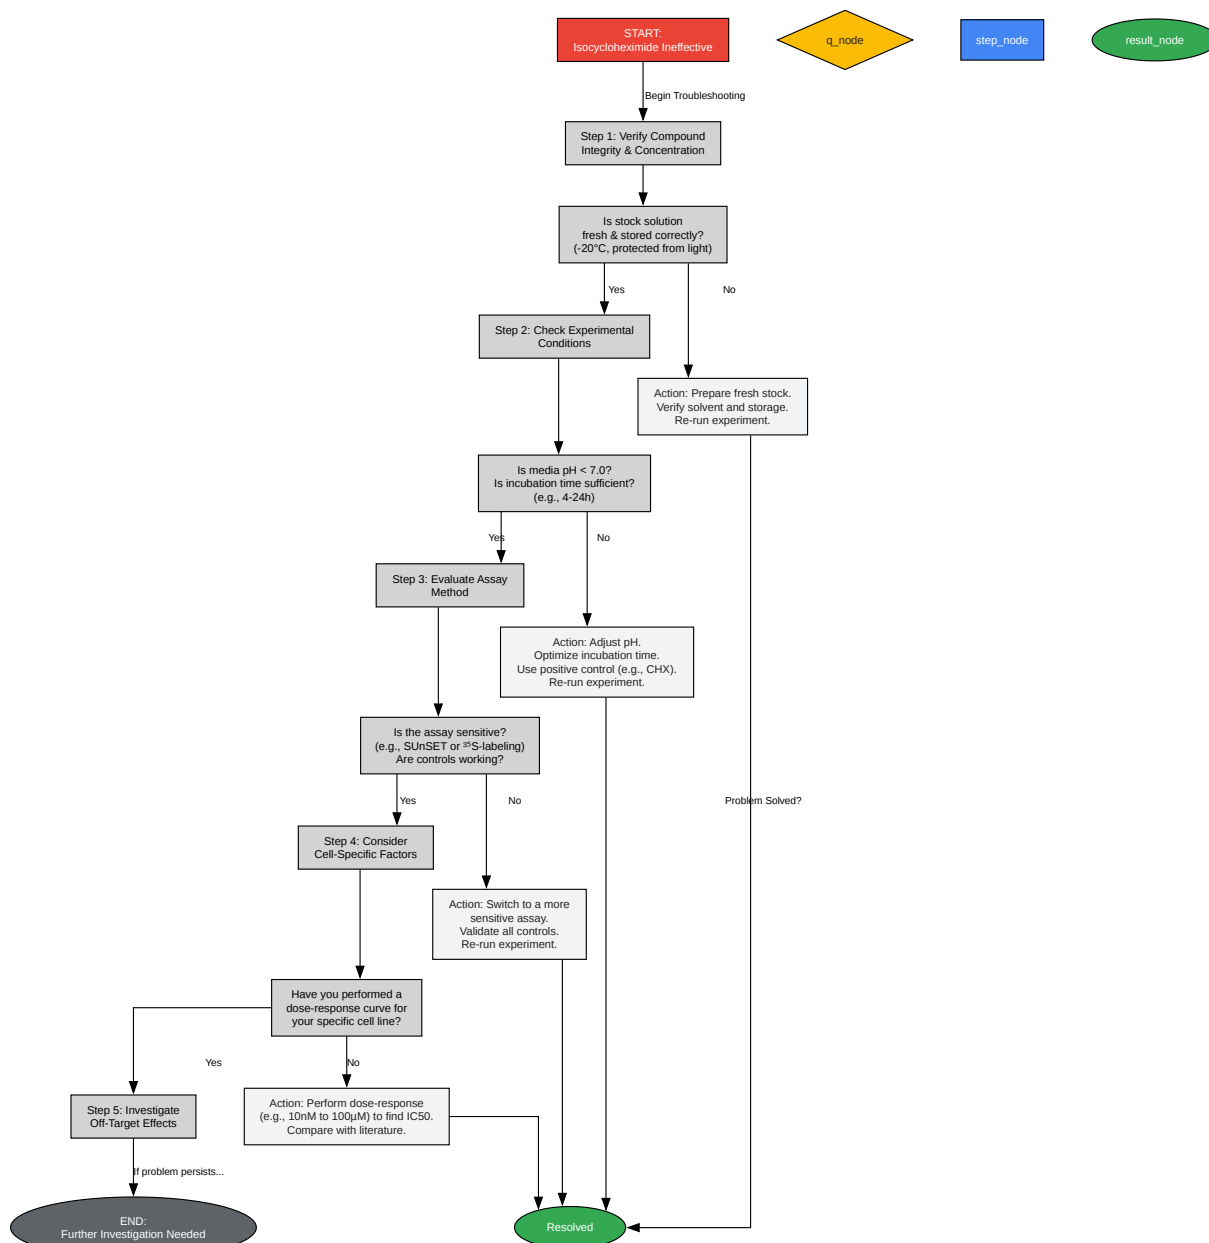 START:
Isocycloheximide Ineffective
q_node
step_node
result_node
Begin Troubleshooting
Step 1: Verify Compound
Integrity & Concentration
Is stock solution
fresh & stored correctly?
(-20°C, protected from light)
Yes
No
Step 2: Check Experimental
Conditions
Action: Prepare fresh stock.
Verify solvent and storage.
Re-run experiment.
Is media pH < 7.0?
Is incubation time sufficient?
(e.g., 4-24h)
Yes
No
Step 3: Evaluate Assay
Method
Action: Adjust pH.
Optimize incubation time.
Use positive control (e.g., CHX).
Re-run experiment.
Is the assay sensitive?
(e.g., SUnSET or ³⁵S-labeling)
Are controls working?
Yes
No
Problem Solved?
Step 4: Consider
Cell-Specific Factors
Action: Switch to a more
sensitive assay.
Validate all controls.
Re-run experiment.
Have you performed a
dose-response curve for
your specific cell line?
Yes
No
Step 5: Investigate
Off-Target Effects
Action: Perform dose-response
(e.g., 10nM to 100µM) to find IC50.
Compare with literature.
If problem persists...
END:
Further Investigation Needed
Resolved